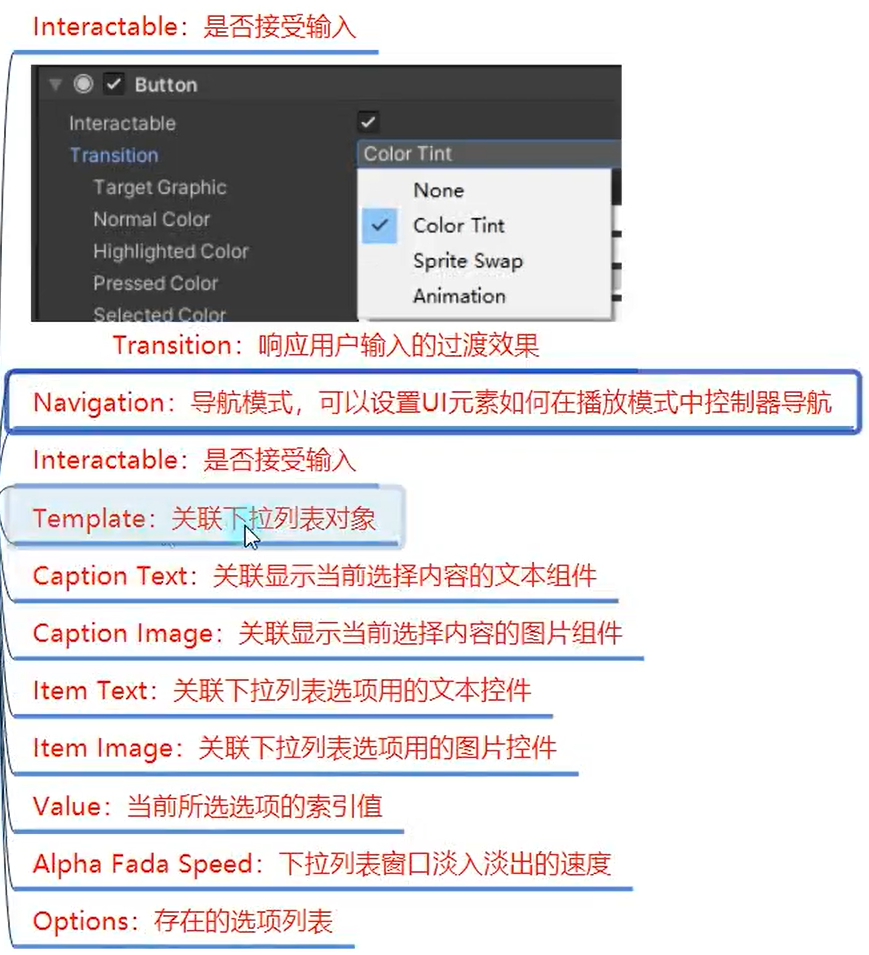 Interactable：是否接受输入
Button
Interactable
Transition
Color Tint
Target Graphic
None
Normal Color
Color Tint
Highlighted Color
Sprite Swap
Pressed Color
Animation
Selected Color
Transition：响应用户输入的过渡效果
Navigation：导航模式，可以设置UI元素如何在播放模式中控制器导航
Interactable：是否接受输入
Template：关联下拉列表对象
Caption Text：关联显示当前选择内容的文本组件
Caption Image：关联显示当前选择内容的图片组件
Item Text：关联下拉列表选项用的文本控件
Item Image：关联下拉列表选项用的图片控件
Value：当前所选选项的索引值
Alpha Fada Speed：下拉列表窗口淡入淡出的速度
Options：存在的选项列表